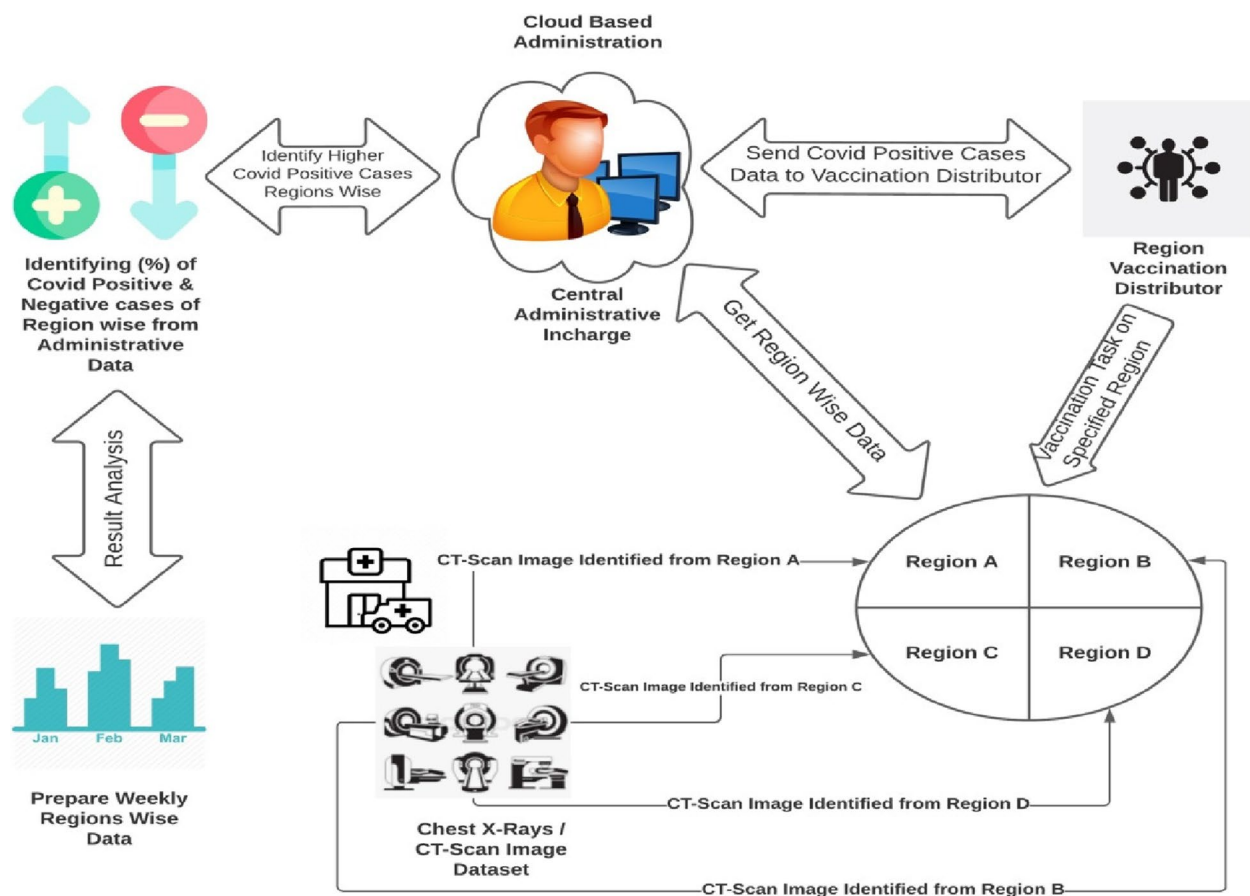 Cloud Based
Administration
Identify Higher
Covid Positive Cases
Regions Wise
Send Covid Positive Cases
Data to Vaccination Distributor
Identifying (%) of
Covid Positive &
Negative cases of
Region wise from
Administrative
Data
Central
Administrative
Incharge
Region
Vaccination
Distributor
Get Region Wise Data
Vaccination Task on
Specified Region
Result Analysis
CT-Scan Image Identified from Region A
Region A
Region B
Region C
Region D
CT-Scan Image Identified from Region C
Jan
Feb
Mar
Prepare Weekly
Regions Wise
Data
CT-Scan Image Identified from Region D
Chest X-Rays /
CT-Scan Image
Dataset
CT-Scan Image Identified from Region B